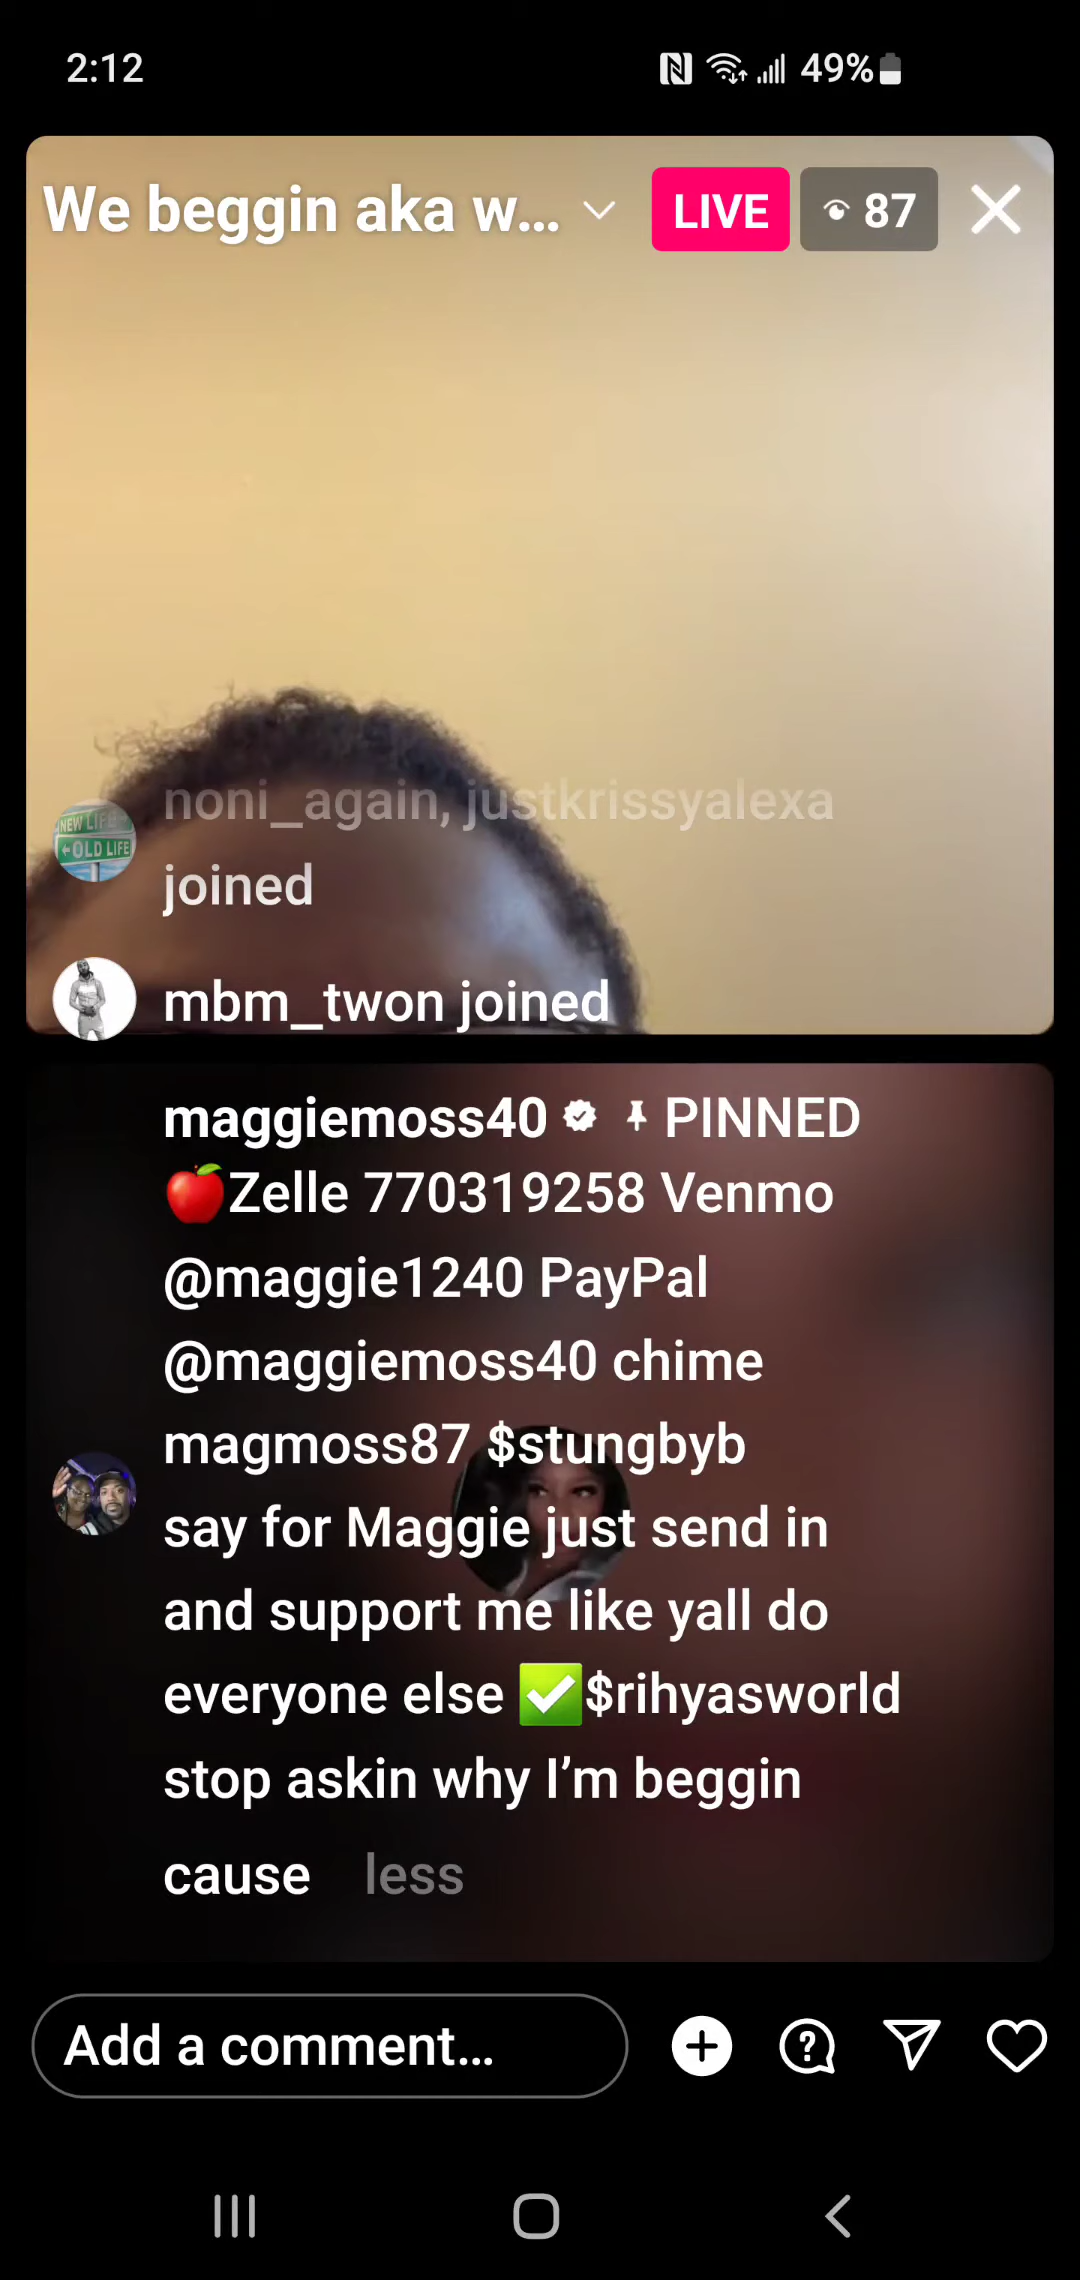 2:12 49%
We beggin aka w... LIVE 87
NEW LIFE
OLD LIFE
noni_again, justkrissyalexa
joined
mbm_twon joined
maggiemoss40 PINNED
🍎Zelle 770319258 Venmo
@maggie1240 PayPal
@maggiemoss40 chime
magmoss87 $stungbyb
say for Maggie just send in
and support me like yall do
everyone else ✅$rihyasworld
stop askin why I’m beggin
cause less
Add a comment...